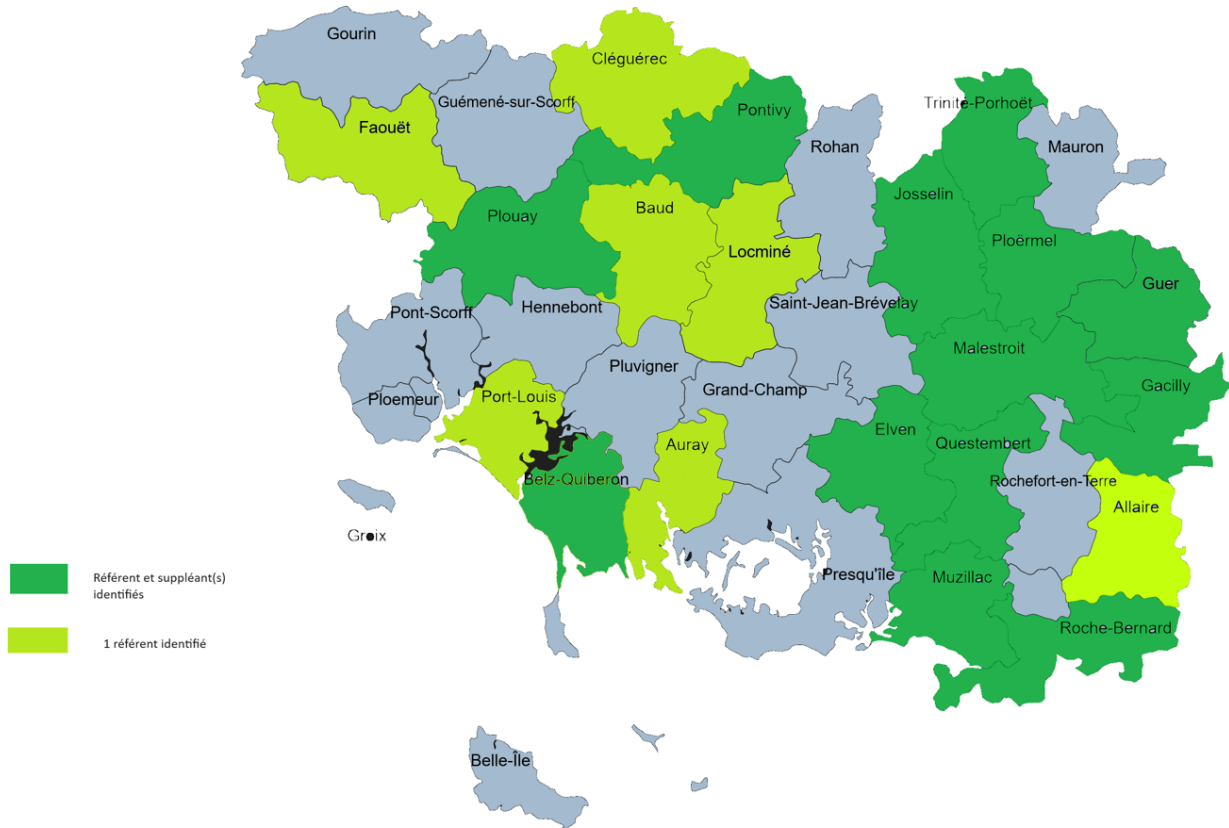 Gourin
Cléguérec
Guémené-sur-Scorff
Pontivy
Trinité-Porhoët
Faouët
Rohan
Mauron
Josselin
Plouay
Baud
Ploërmel
Locminé
Guer
Saint-Jean-Brévelay
Pont-Scorff
Hennebont
Malestroit
Pluvigner
Gacilly
Grand-Champ
Port-Louis
Ploemeur
Elven
Auray
Questembert
Belz-Quiberon
Rochefort-en-Terre
Allaire
Groix
Presqu'île
Muzillac
Référent et suppléant(s)
identifiés
Roche-Bernard
1 référent identifié
Belle-Île